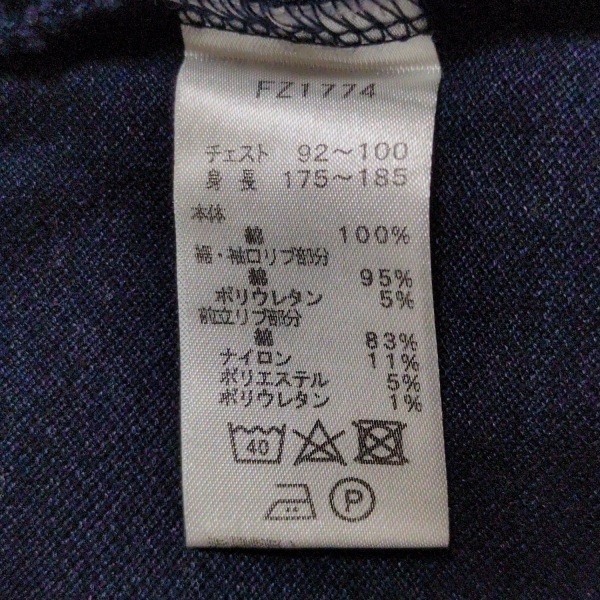 FZ1774
チェスト 92～100
身長 175～185
本体
綿 100%
綿・袖口リブ部分
綿 95%
ポリウレタン 5%
前立リブ部分
綿 83%
ナイロン 11%
ポリエステル 5%
ポリウレタン 1%
40
P